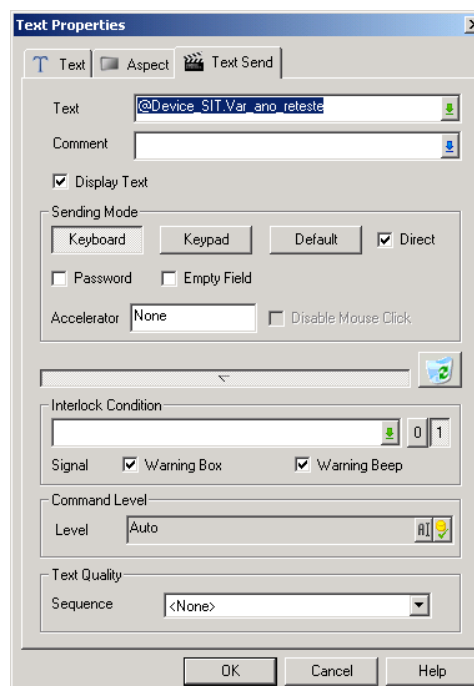 Text Properties
Text Aspect Text Send
Text @Device_SIT.Var_ano_reteste
Comment
Display Text
Sending Mode
Keyboard Keypad Default Direct
Password Empty Field
Accelerator None Disable Mouse Click
Interlock Condition
0 1
Signal Warning Box Warning Beep
Command Level
Level Auto AI
Text Quality
Sequence <None>
OK Cancel Help